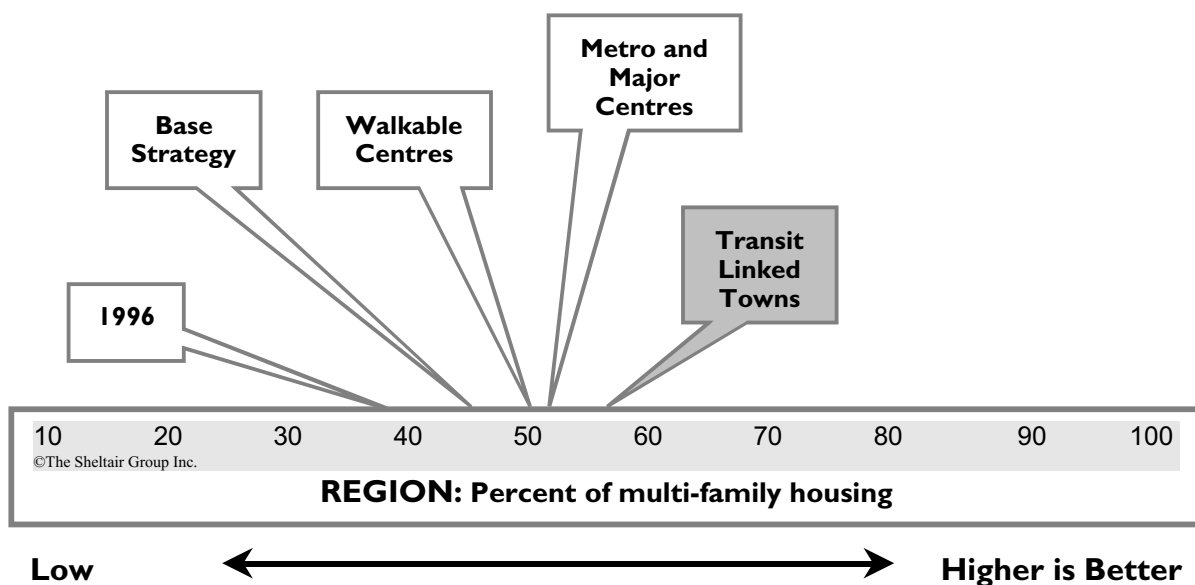 Metro and
Major
Centres
Base
Strategy
Walkable
Centres
Transit
Linked
Towns
1996
10 20 30 40 50 60 70 80 90 100
©The Sheltair Group Inc.
REGION: Percent of multi-family housing
Low Higher is Better